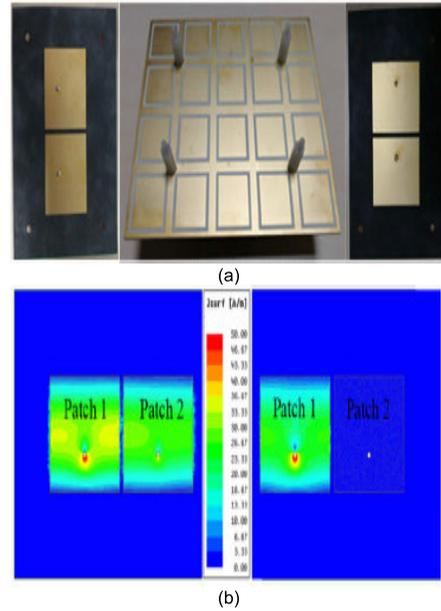 (a)
Jsurf [A/m]
50.00
46.67
43.33
40.00
36.67
33.33
30.00
26.67
23.33
20.00
16.67
13.33
10.00
6.67
3.33
0.00
Patch 1
Patch 2
Patch 1
Patch 2
(b)